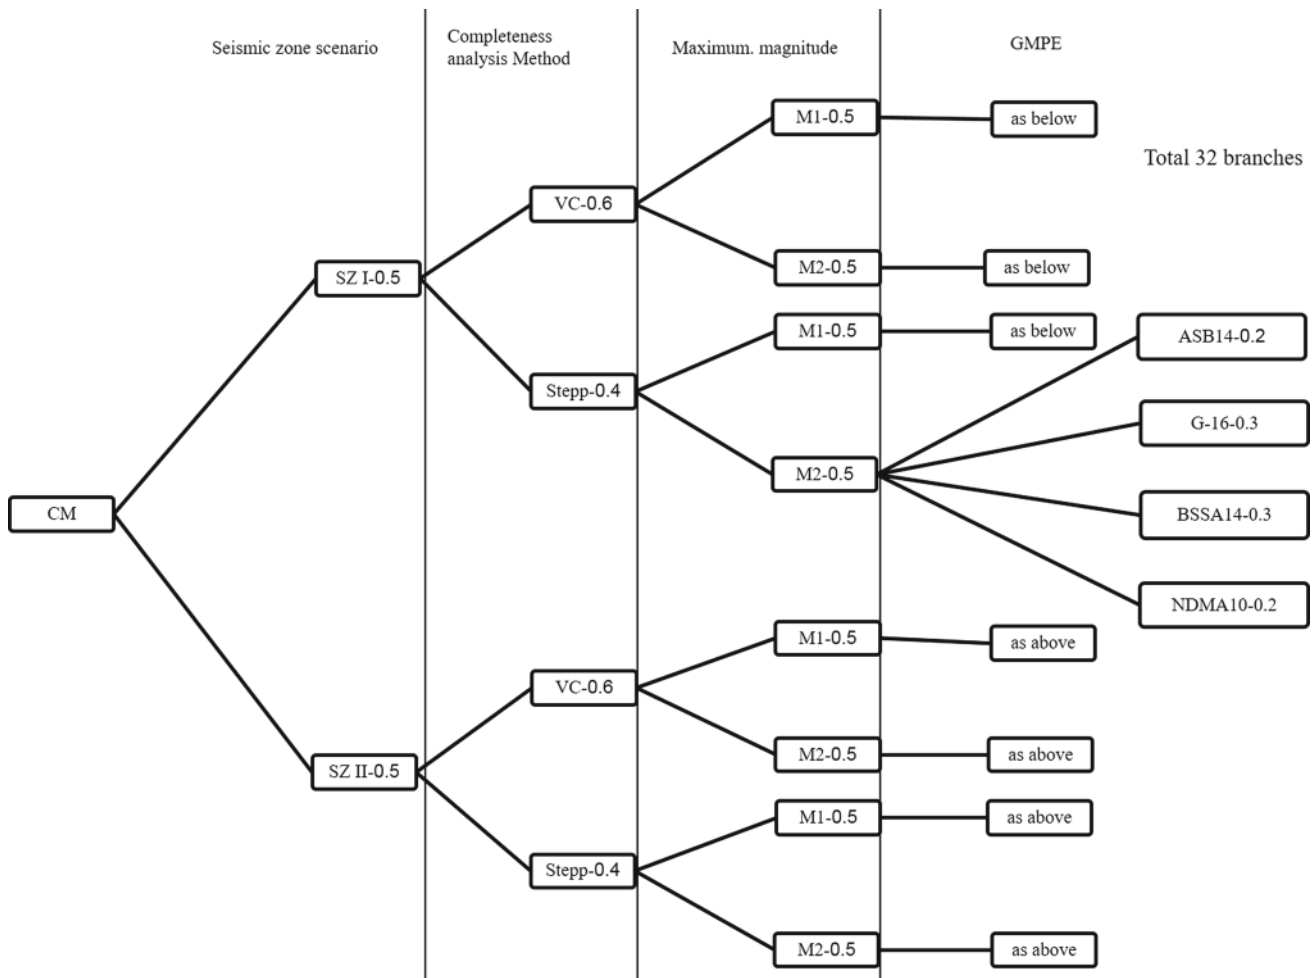 Seismic zone scenario
Completeness
analysis Method
Maximum. magnitude
GMPE
M1-0.5
as below
Total 32 branches
VC-0.6
M2-0.5
as below
SZ I-0.5
M1-0.5
as below
ASB14-0.2
Stepp-0.4
G-16-0.3
M2-0.5
CM
BSSA14-0.3
NDMA10-0.2
M1-0.5
as above
VC-0.6
M2-0.5
as above
SZ II-0.5
M1-0.5
as above
Stepp-0.4
M2-0.5
as above